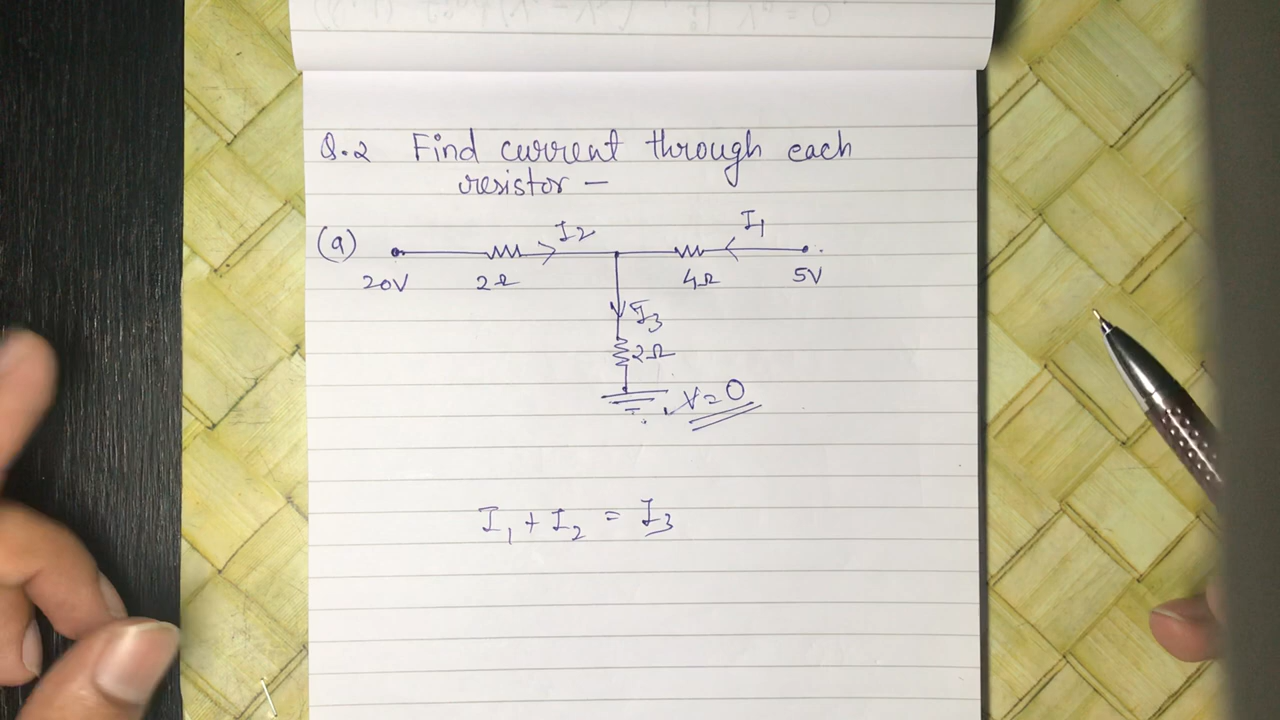 Q.2 Find current through each
resistor –
(a)
I2
I1
20V
2Ω
4Ω
5V
I3
2Ω
V=0
I1 + I2 = I3